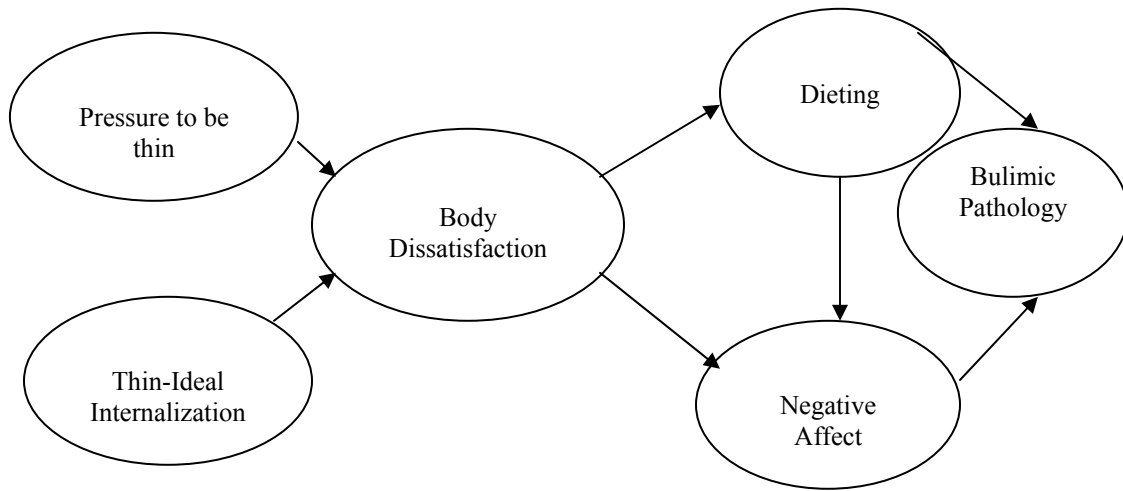 Pressure to be
thin
Thin-Ideal
Internalization
Body
Dissatisfaction
Dieting
Negative
Affect
Bulimic
Pathology